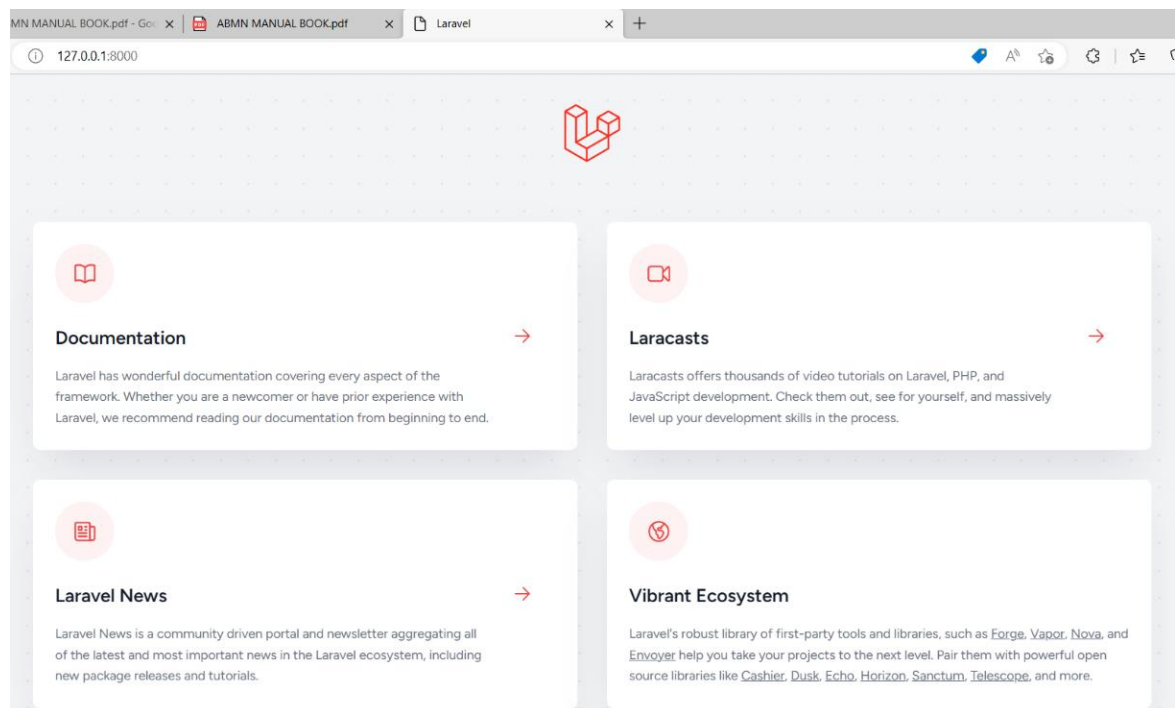 MN MANUAL BOOK.pdf - Goo
ABMN MANUAL BOOK.pdf
Laravel
127.0.0.1:8000
Documentation
Laravel has wonderful documentation covering every aspect of the
framework. Whether you are a newcomer or have prior experience with
Laravel, we recommend reading our documentation from beginning to end.
Laracasts
Laracasts offers thousands of video tutorials on Laravel, PHP, and
JavaScript development. Check them out, see for yourself, and massively
level up your development skills in the process.
Laravel News
Laravel News is a community driven portal and newsletter aggregating all
of the latest and most important news in the Laravel ecosystem, including
new package releases and tutorials.
Vibrant Ecosystem
Laravel's robust library of first-party tools and libraries, such as Forge, Vapor, Nova, and
Envoyer help you take your projects to the next level. Pair them with powerful open
source libraries like Cashier, Dusk, Echo, Horizon, Sanctum, Telescope, and more.